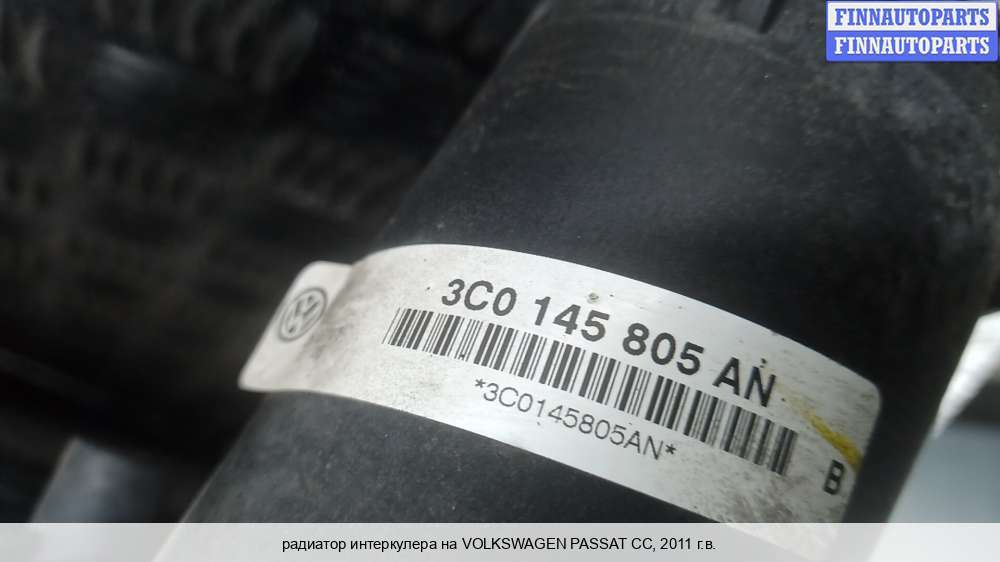 FINNAUTOPARTS
FINNAUTOPARTS
3C0 145 805 AN
*3C0145805AN*
B
радиатор интеркулера на VOLKSWAGEN PASSAT CC, 2011 г.в.